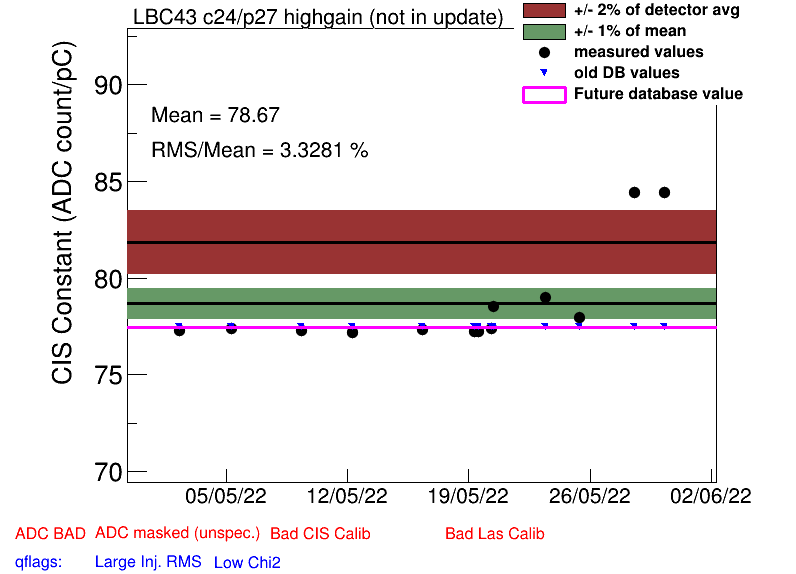 LBC43 c24/p27 highgain (not in update)
+/- 2% of detector avg
+/- 1% of mean
measured values
old DB values
Future database value
Mean = 78.67
RMS/Mean = 3.3281 %
CIS Constant (ADC count/pC)
90
85
80
75
70
05/05/22 12/05/22 19/05/22 26/05/22 02/06/22
ADC BAD ADC masked (unspec.) Bad CIS Calib Bad Las Calib
qflags: Large Inj. RMS Low Chi2